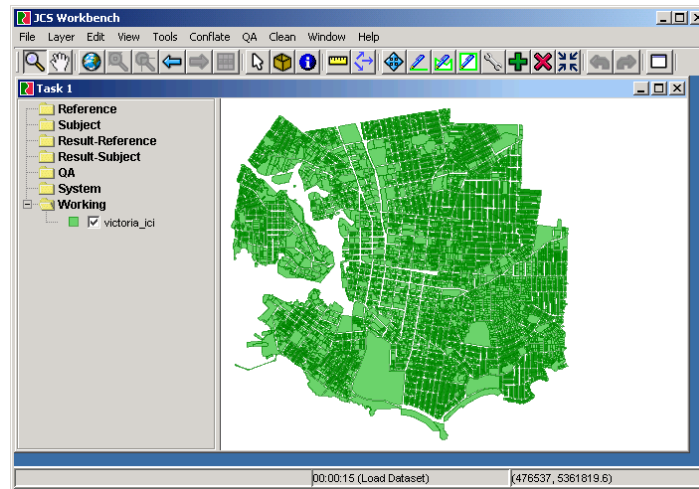 JCS Workbench
File Layer Edit View Tools Conflate QA Clean Window Help
Task 1
Reference
Subject
Result-Reference
Result-Subject
QA
System
Working
victoria_ici
00:00:15 (Load Dataset) (476537, 5361819.6)